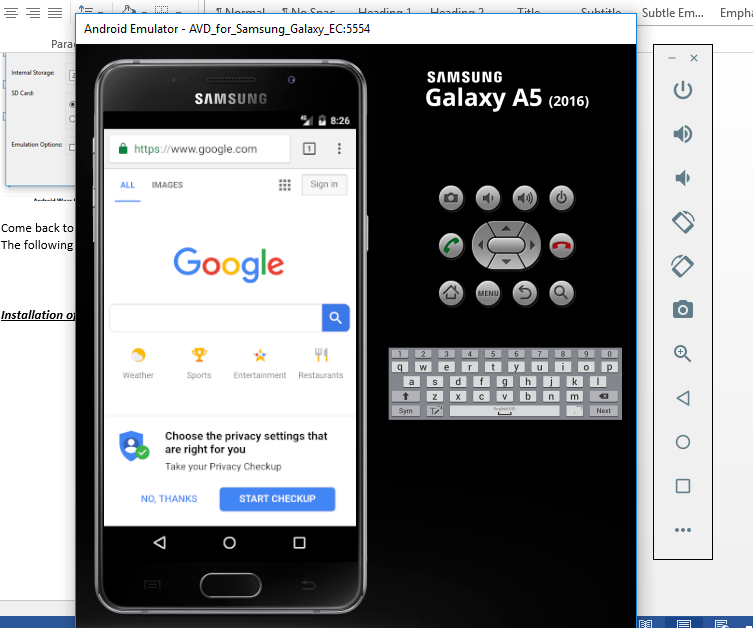 ¶ Normal ¶ No Spac... Heading 1 Heading 2 Title Subtitle Subtle Em... Empha
Para
Android Emulator - AVD_for_Samsung_Galaxy_EC:5554
Internal Storage:
SD Card:
Emulation Options:
Come back to
The following
Installation of
SAMSUNG
4G 8:26
https://www.google.com 1
ALL IMAGES Sign in
Google
Weather Sports Entertainment Restaurants
Choose the privacy settings that
are right for you
Take your Privacy Checkup
NO, THANKS START CHECKUP
SAMSUNG
Galaxy A5 (2016)
MENU
1 2 3 4 5 6 7 8 9 0
q w e r t y u i o p
a s d f g h j k l
z x c v b n m
Sym English(US) . Next